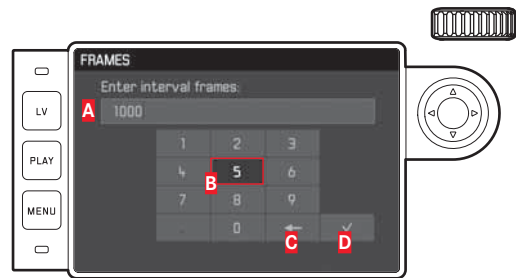 FRAMES
Enter interval frames:
A 1000
LV
1 2 3
PLAY
4 5 6
B
7 8 9
MENU
. 0
C D